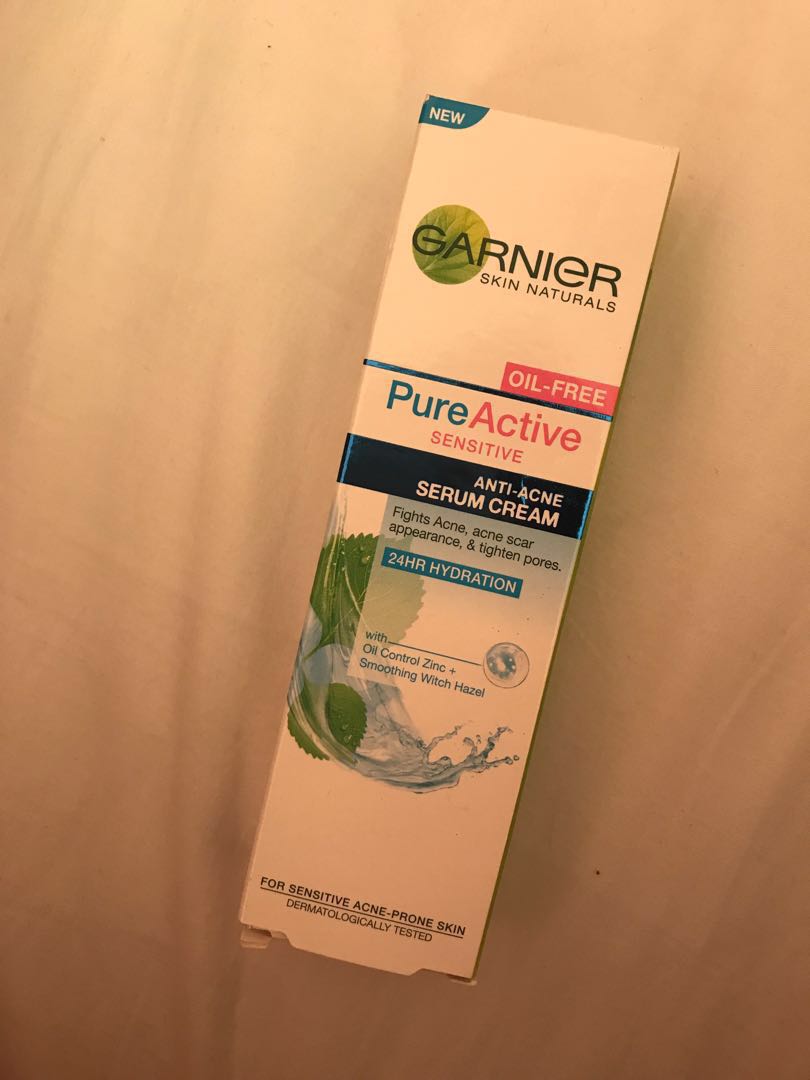 NEW
GARNIER
SKIN NATURALS
OIL-FREE
PureActive
SENSITIVE
ANTI-ACNE
SERUM CREAM
Fights Acne, acne scar
appearance, & tighten pores.
24HR HYDRATION
with
Oil Control Zinc +
Smoothing Witch Hazel
FOR SENSITIVE ACNE-PRONE SKIN
DERMATOLOGICALLY TESTED